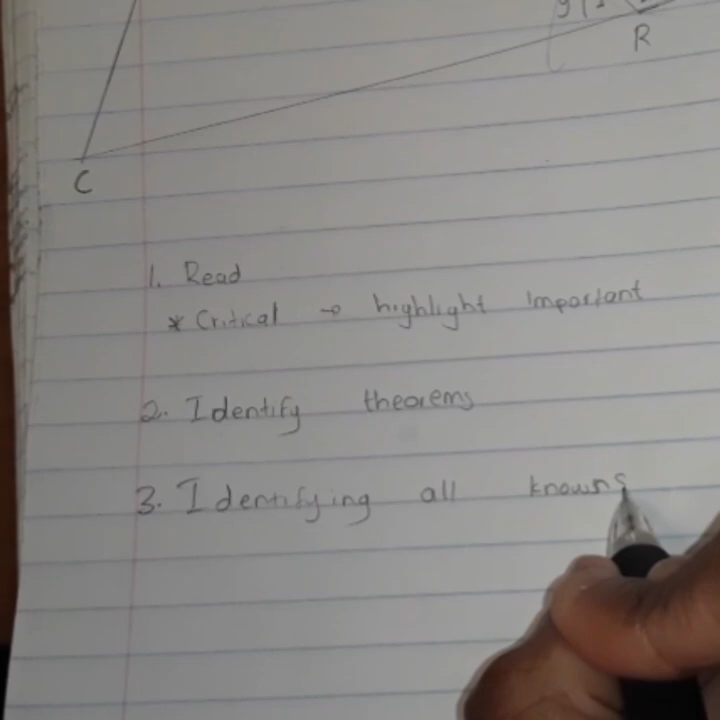 R
C
1. Read
* Critical → highlight important
2. Identify theorems
3. Identifying all knowns